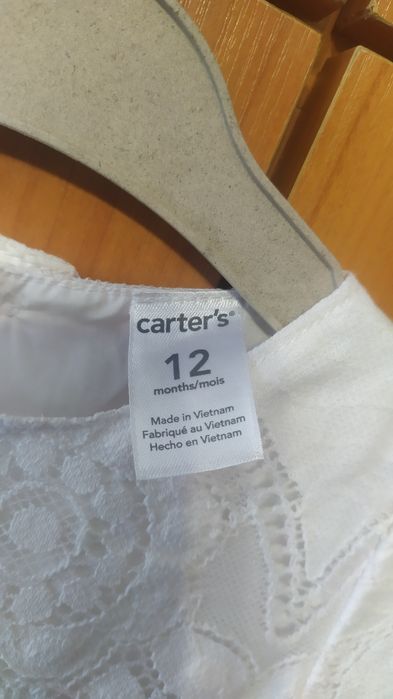 carter's®
12
months/mois
Made in Vietnam
Fabriqué au Vietnam
Hecho en Vietnam